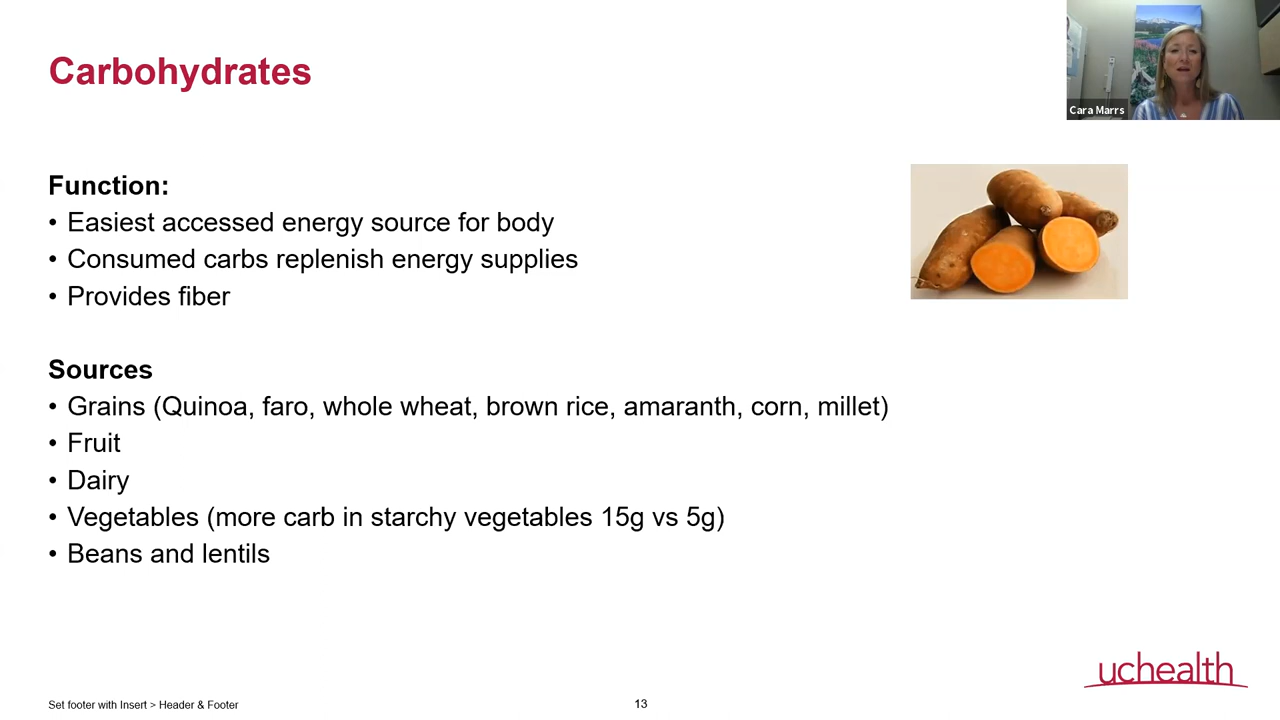 Carbohydrates
Cara Marrs
Function:
• Easiest accessed energy source for body
• Consumed carbs replenish energy supplies
• Provides fiber
Sources
• Grains (Quinoa, faro, whole wheat, brown rice, amaranth, corn, millet)
• Fruit
• Dairy
• Vegetables (more carb in starchy vegetables 15g vs 5g)
• Beans and lentils
uchealth
Set footer with Insert > Header & Footer
13